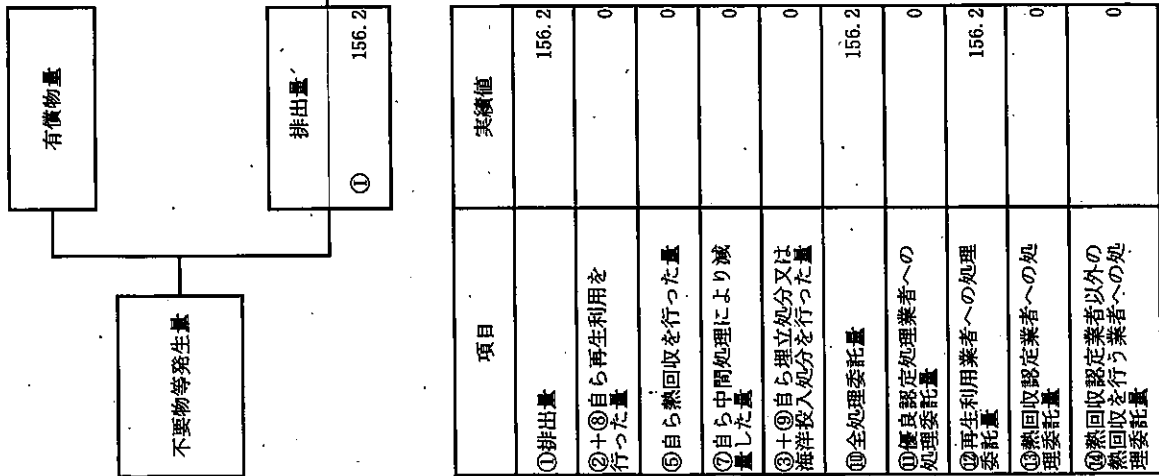 不要物等発生量
有償物量
排出量
① 156.2
項目 実績値
①排出量 156.2
②+⑧自ら再生利用を
行った量 0
⑤自ら熱回収を行った量 0
⑦自ら中間処理により減
量した量 0
③+⑨自ら埋立処分又は
海洋投入処分を行った量 0
⑩全処理委託量 156.2
⑪優良認定処理業者への
処理委託量 0
⑫再生利用業者への処理
委託量 156.2
⑬熱回収認定業者への処
理委託量 0
⑭熱回収認定業者以外の
熱回収を行う業者への処
理委託量 0